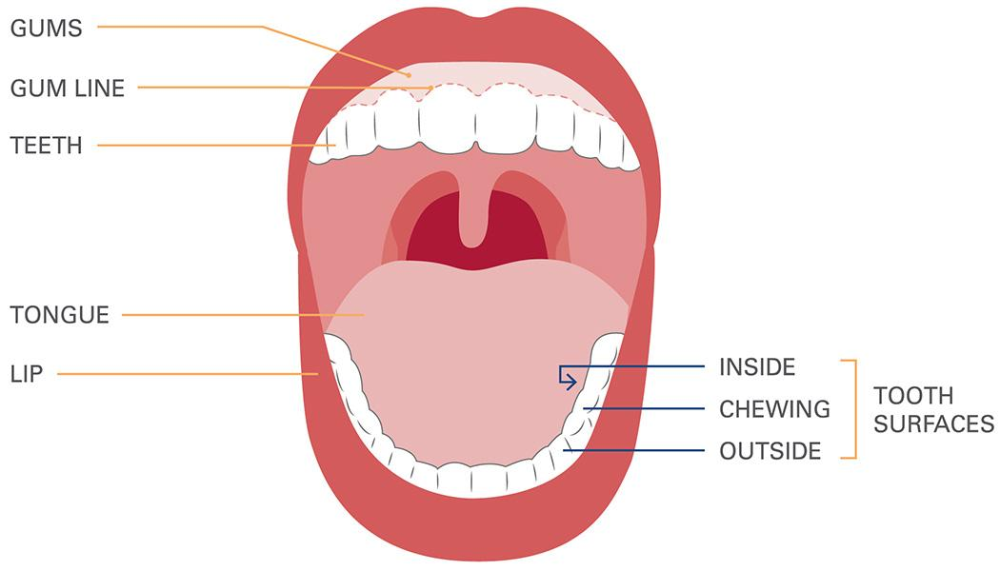 GUMS
GUM LINE
TEETH
TONGUE
LIP
INSIDE
CHEWING
OUTSIDE
TOOTH
SURFACES